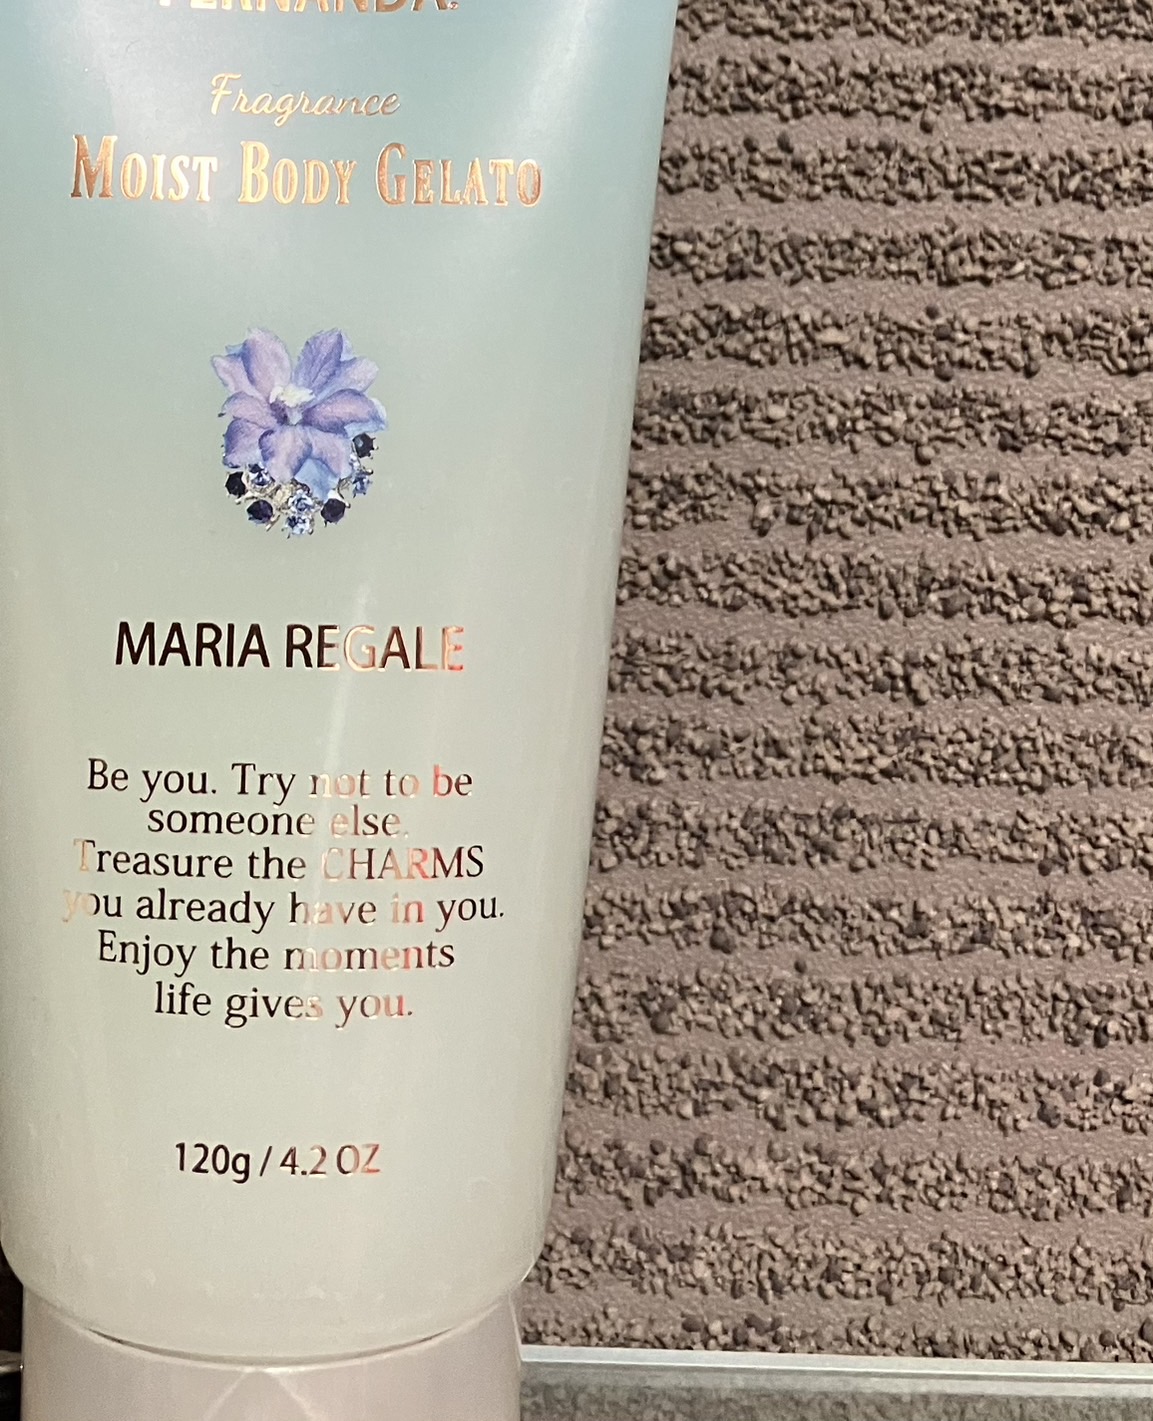 FERNANDA.
Fragrance
MOIST BODY GELATO
MARIA REGALE
Be you. Try not to be
someone else.
Treasure the CHARMS
you already have in you.
Enjoy the moments
life gives you.
120g / 4.2 OZ